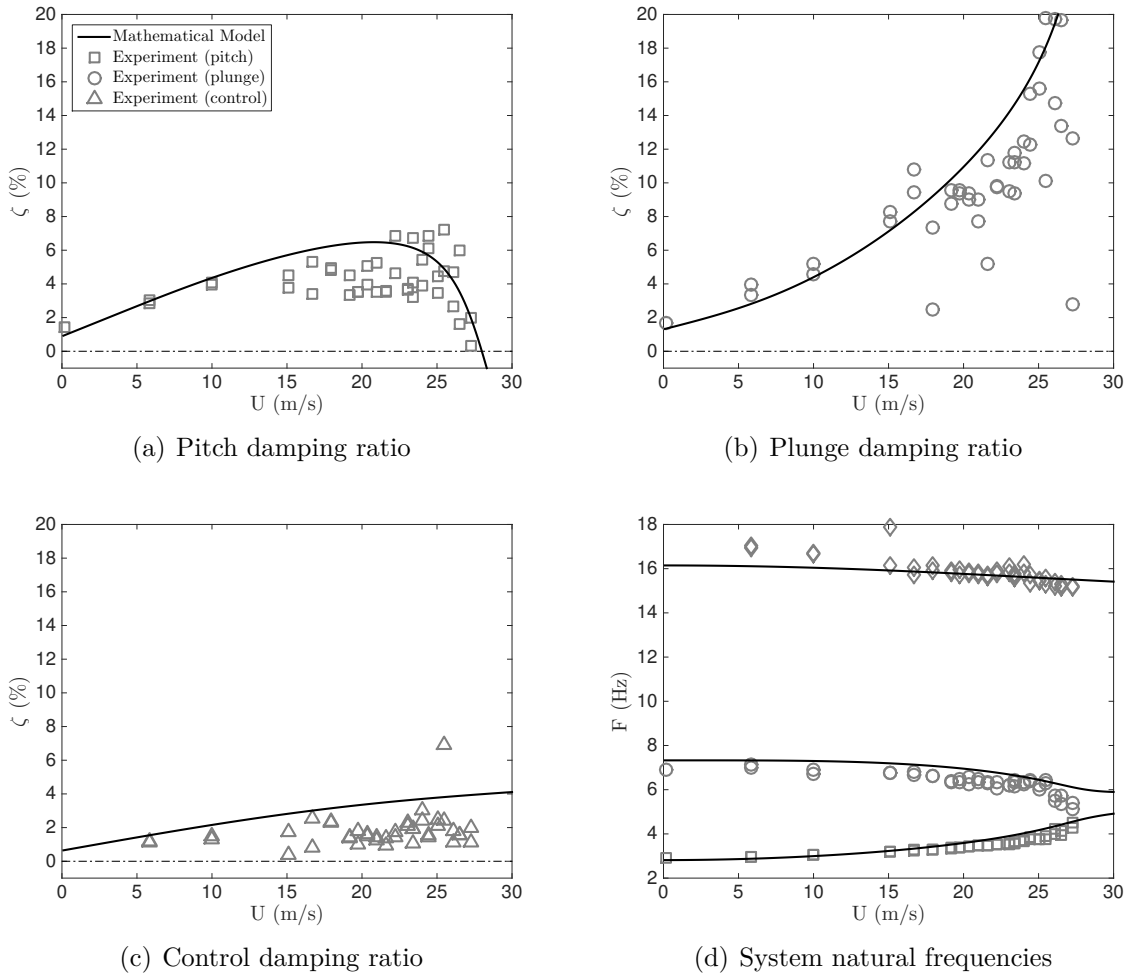 20
18
16
14
12
10
8
6
4
2
0
ζ (%)
Mathematical Model
Experiment (pitch)
Experiment (plunge)
Experiment (control)
0 5 10 15 20 25 30
U (m/s)
(a) Pitch damping ratio
20
18
16
14
12
10
8
6
4
2
0
ζ (%)
0 5 10 15 20 25 30
U (m/s)
(b) Plunge damping ratio
20
18
16
14
12
10
8
6
4
2
0
ζ (%)
0 5 10 15 20 25 30
U (m/s)
(c) Control damping ratio
18
16
14
12
10
8
6
4
2
F (Hz)
0 5 10 15 20 25 30
U (m/s)
(d) System natural frequencies